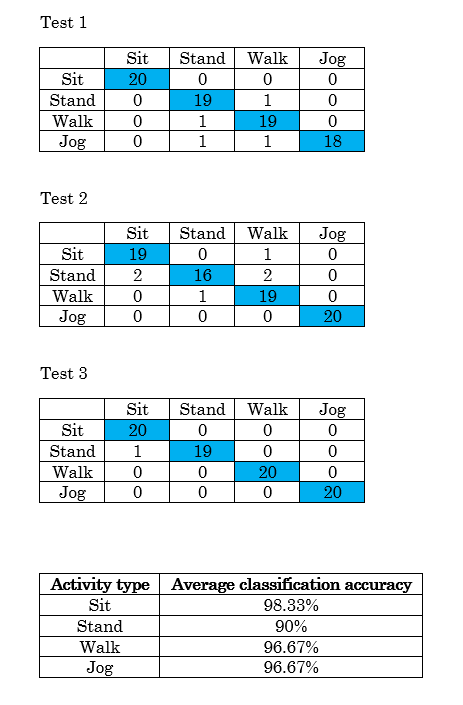 Test 1
Sit Stand Walk Jog
Sit 20 0 0 0
Stand 0 19 1 0
Walk 0 1 19 0
Jog 0 1 1 18
Test 2
Sit Stand Walk Jog
Sit 19 0 1 0
Stand 2 16 2 0
Walk 0 1 19 0
Jog 0 0 0 20
Test 3
Sit Stand Walk Jog
Sit 20 0 0 0
Stand 1 19 0 0
Walk 0 0 20 0
Jog 0 0 0 20
Activity type Average classification accuracy
Sit 98.33%
Stand 90%
Walk 96.67%
Jog 96.67%